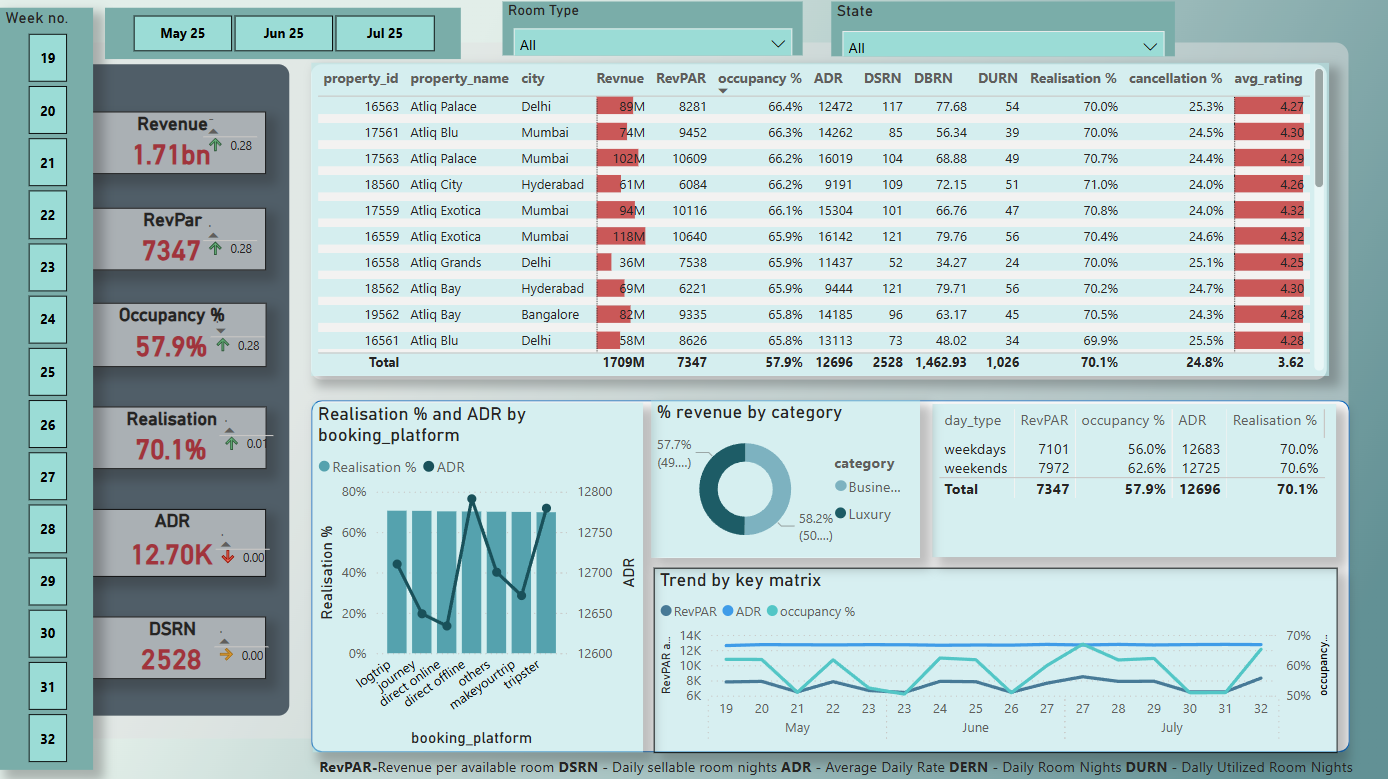 Week no.
19
20
21
22
23
24
25
26
27
28
29
30
31
32
May 25 Jun 25 Jul 25
Room Type
All
State
All
Revenue
1.71bn 0.28
RevPar
7347 0.28
Occupancy %
57.9% 0.28
Realisation
70.1% 0.01
ADR
12.70K 0.00
DSRN
2528 0.00
property_id property_name city Revnue RevPAR occupancy % ADR DSRN DBRN DURN Realisation % cancellation % avg_rating
16563 Atliq Palace Delhi 89M 8281 66.4% 12472 117 77.68 54 70.0% 25.3% 4.27
17561 Atliq Blu Mumbai 74M 9452 66.3% 14262 85 56.34 39 70.0% 24.5% 4.30
17563 Atliq Palace Mumbai 102M 10609 66.2% 16019 104 68.88 49 70.7% 24.4% 4.29
18560 Atliq City Hyderabad 61M 6084 66.2% 9191 109 72.15 51 71.0% 24.0% 4.26
17559 Atliq Exotica Mumbai 94M 10116 66.1% 15304 101 66.76 47 70.8% 24.0% 4.32
16559 Atliq Exotica Mumbai 118M 10640 65.9% 16142 121 79.76 56 70.4% 24.6% 4.32
16558 Atliq Grands Delhi 36M 7538 65.9% 11437 52 34.27 24 70.0% 25.1% 4.25
18562 Atliq Bay Hyderabad 69M 6221 65.9% 9444 121 79.71 56 70.2% 24.7% 4.30
19562 Atliq Bay Bangalore 82M 9335 65.8% 14185 96 63.17 45 70.5% 24.3% 4.28
16561 Atliq Blu Delhi 58M 8626 65.8% 13113 73 48.02 34 69.9% 25.5% 4.28
Total 1709M 7347 57.9% 12696 2528 1,462.93 1,026 70.1% 24.8% 3.62
Realisation % and ADR by
booking_platform
Realisation % ADR
80% 12800
60% 12750
40% 12700
20% 12650
0% 12600
Realisation %
ADR
logtrip
journey
direct online
direct offline
others
makeyourtrip
tripster
booking_platform
% revenue by category
57.7%
(49....)
58.2%
(50....)
category
Busine...
Luxury
day_type RevPAR occupancy % ADR Realisation %
weekdays 7101 56.0% 12683 70.0%
weekends 7972 62.6% 12725 70.6%
Total 7347 57.9% 12696 70.1%
Trend by key matrix
RevPAR ADR occupancy %
RevPAR a...
14K 70%
12K
10K 60%
8K
6K 50%
occupancy...
19 20 21 22 23 23 24 25 26 27 27 28 29 30 31 32
May June July
RevPAR-Revenue per available room DSRN - Daily sellable room nights ADR - Average Daily Rate DERN - Daily Room Nights DURN - Dally Utilized Room Nights